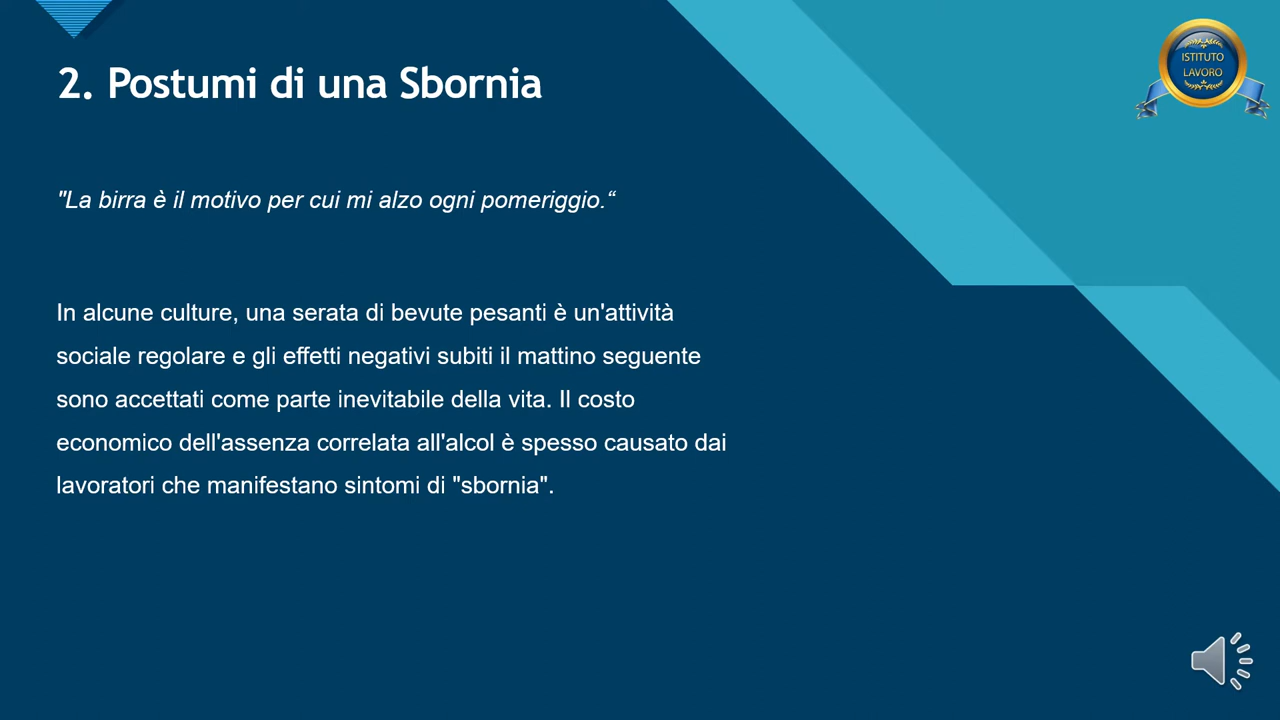 ISTITUTO
LAVORO
2. Postumi di una Sbornia
"La birra è il motivo per cui mi alzo ogni pomeriggio.“
In alcune culture, una serata di bevute pesanti è un'attività
sociale regolare e gli effetti negativi subiti il mattino seguente
sono accettati come parte inevitabile della vita. Il costo
economico dell'assenza correlata all'alcol è spesso causato dai
lavoratori che manifestano sintomi di "sbornia".